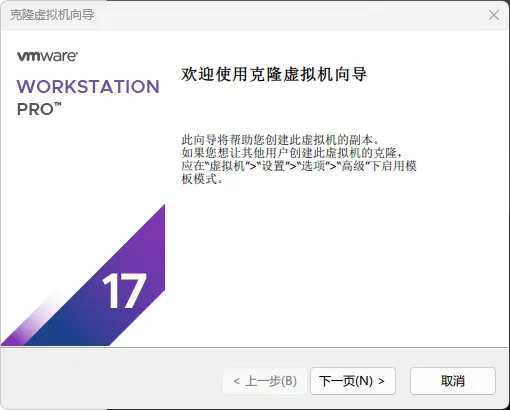 克隆虚拟机向导
vmware®
WORKSTATION
PRO™
欢迎使用克隆虚拟机向导
此向导将帮助您创建此虚拟机的副本。
如果您想让其他用户创建此虚拟机的克隆，
应在“虚拟机”>“设置”>“选项”>“高级”下启用模
板模式。
17
< 上一步(B)
下一页(N) >
取消